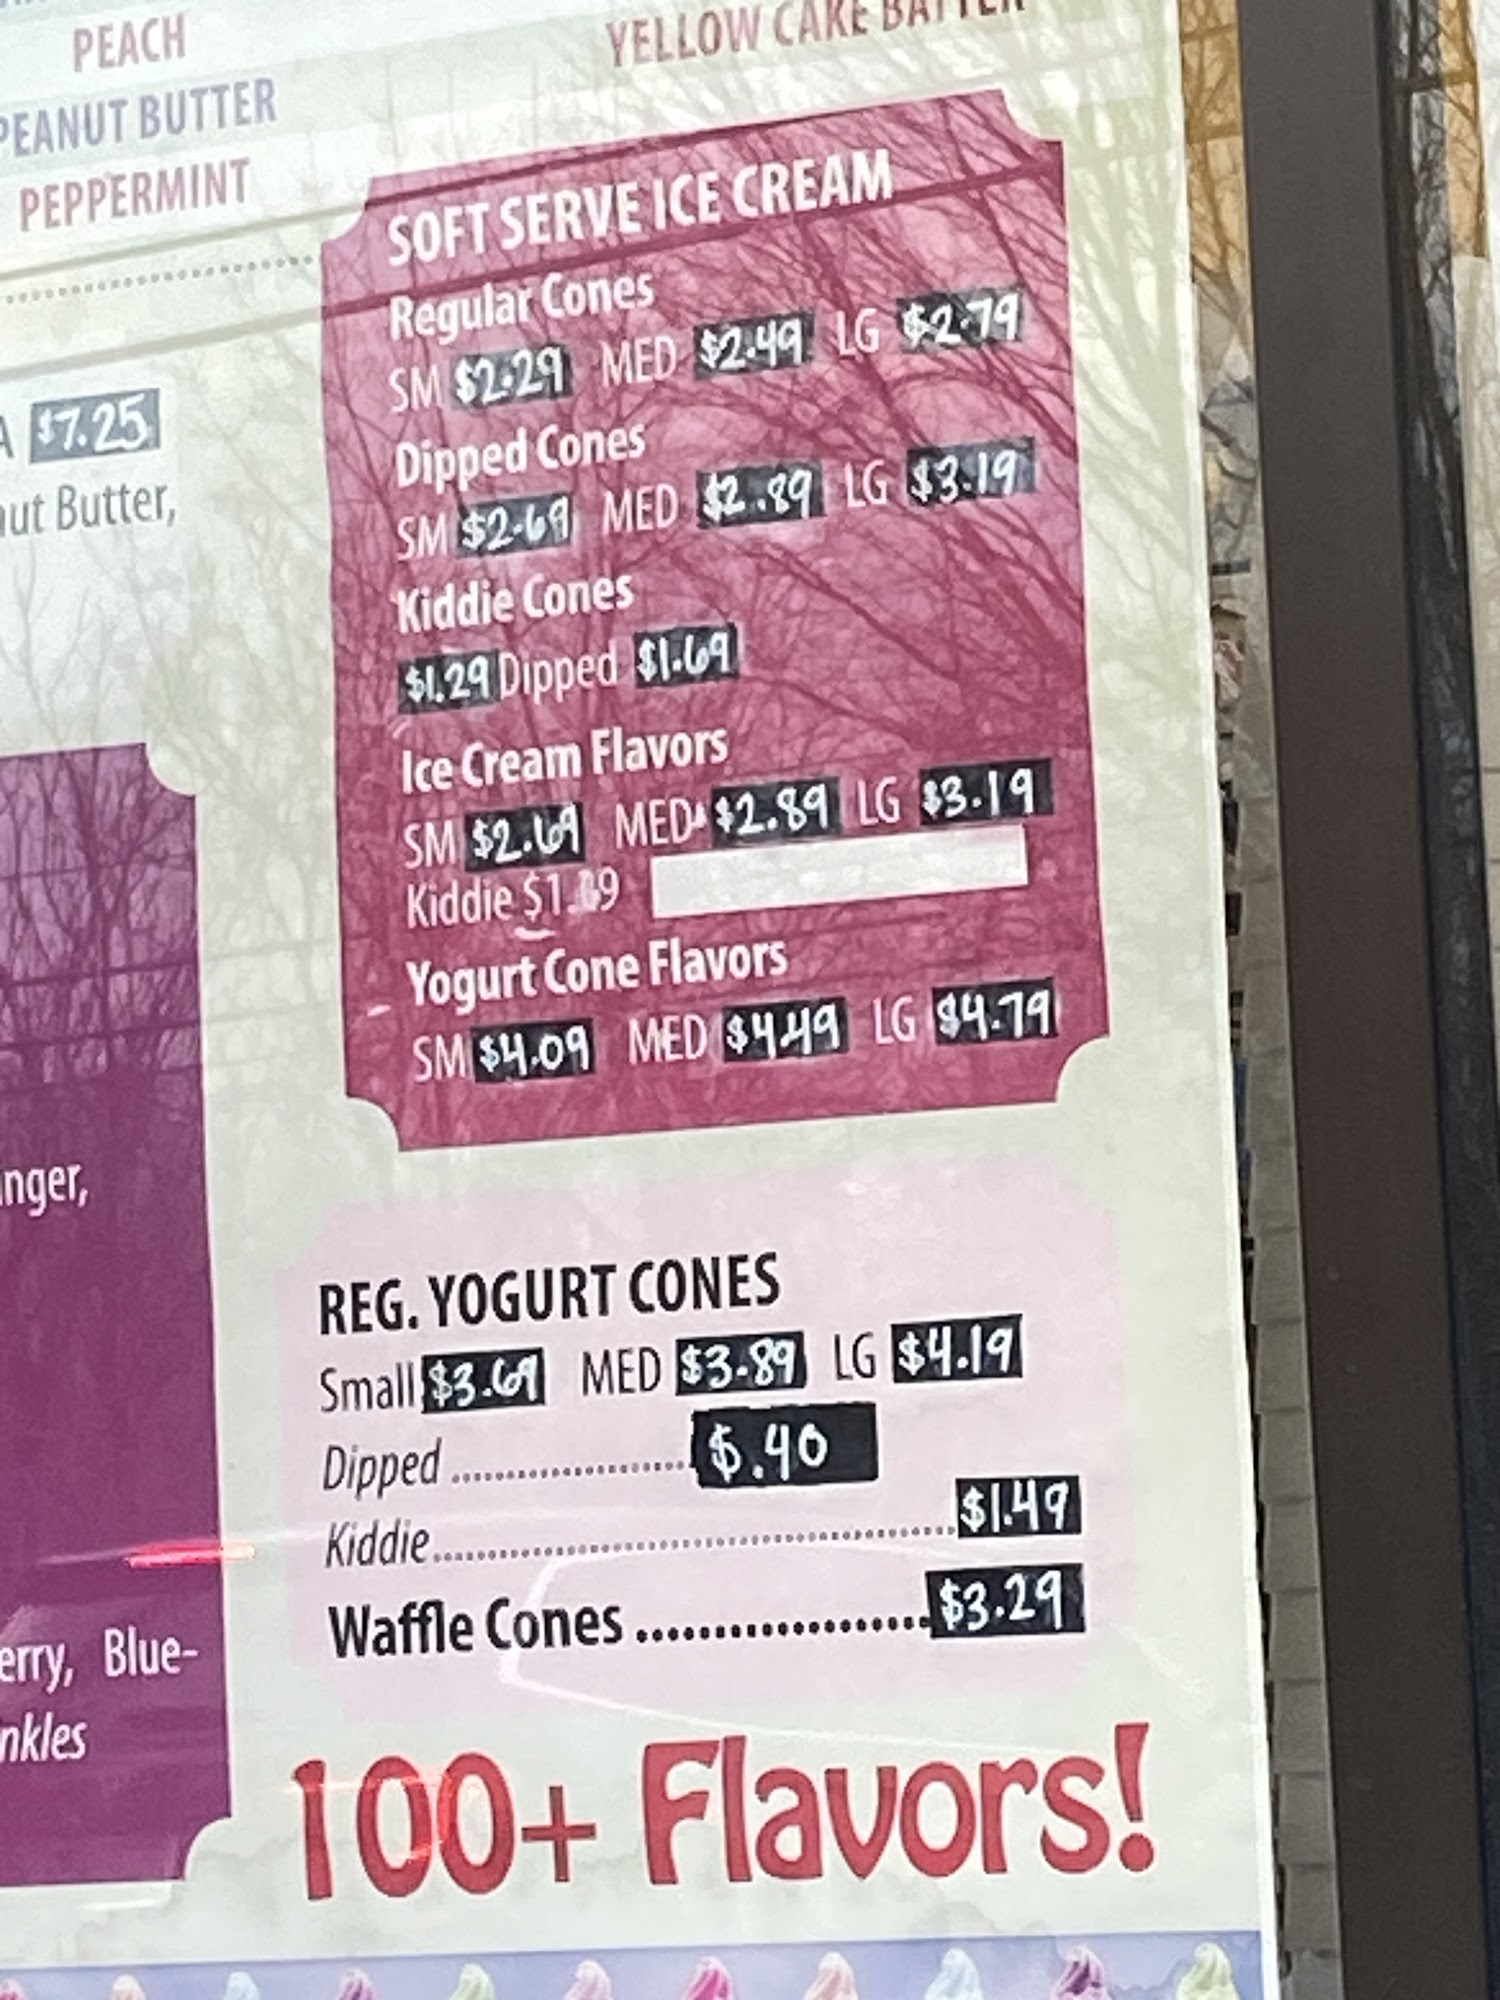 PEACH
PEANUT BUTTER
PEPPERMINT
YELLOW CAKE BATTER
A $7.25
ut Butter,
nger,
erry, Blue-
nkles
SOFT SERVE ICE CREAM
Regular Cones
SM $2.29 MED $2.49 LG $2.79
Dipped Cones
SM $2.69 MED $2.89 LG $3.19
Kiddie Cones
$1.29 Dipped $1.69
Ice Cream Flavors
SM $2.69 MED $2.89 LG $3.19
Kiddie
Yogurt Cone Flavors
SM $4.09 MED $4.49 LG $4.79
REG. YOGURT CONES
Small $3.69 MED $3.89 LG $4.19
Dipped ........................ $.40
Kiddie................................................ $1.49
Waffle Cones ................... $3.29
100+ Flavors!